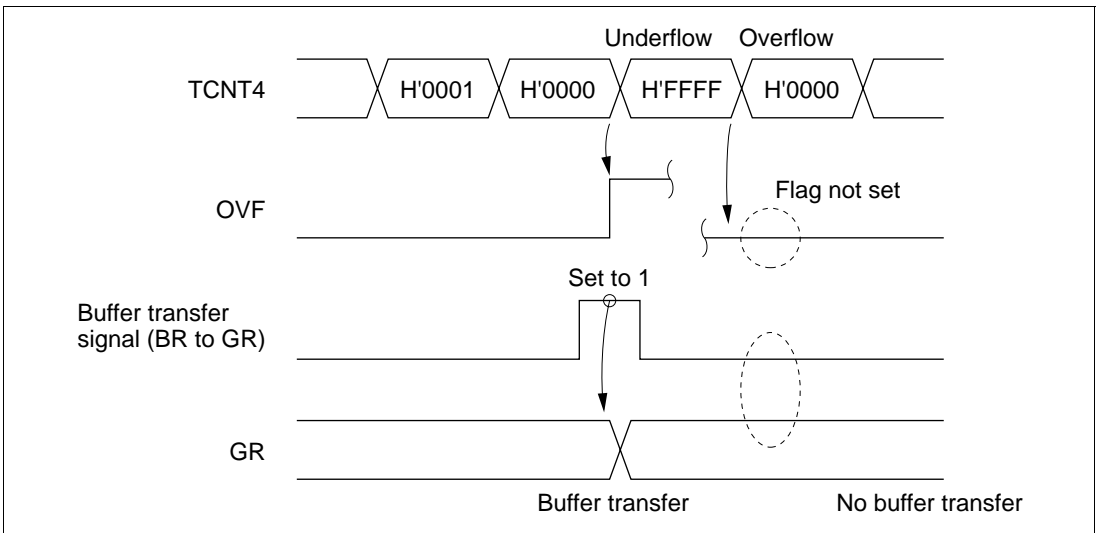 Underflow Overflow
TCNT4 H'0001 H'0000 H'FFFF H'0000
OVF
Flag not set
Set to 1
Buffer transfer
signal (BR to GR)
GR
Buffer transfer No buffer transfer